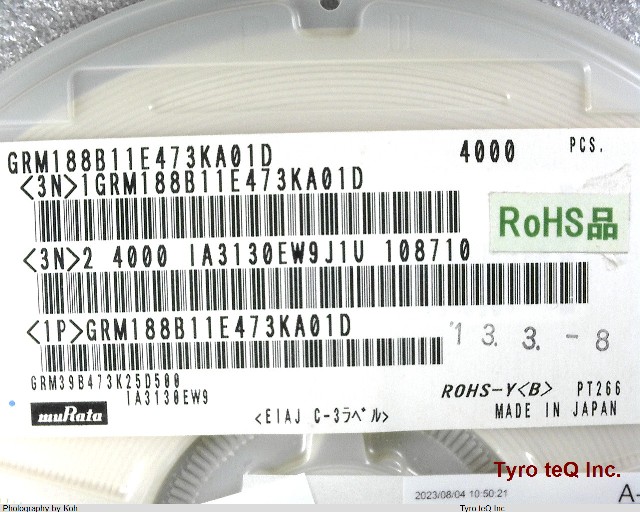 GRM188B11E473KA01D 4000 PCS.
<3N>1GRM188B11E473KA01D
RoHS品
<3N>2 4000 IA3130EW9J1U 108710
<1P>GRM188B11E473KA01D
'13. 3. -8
GRM39B473K25D500
IA3130EW9
ROHS-Y<B> PT266
muRata
<EIAJ C-3ラベル>
MADE IN JAPAN
Tyro teQ Inc.
2023/08/04 10:50:21
A-
Photography by Koh
Tyro teQ Inc